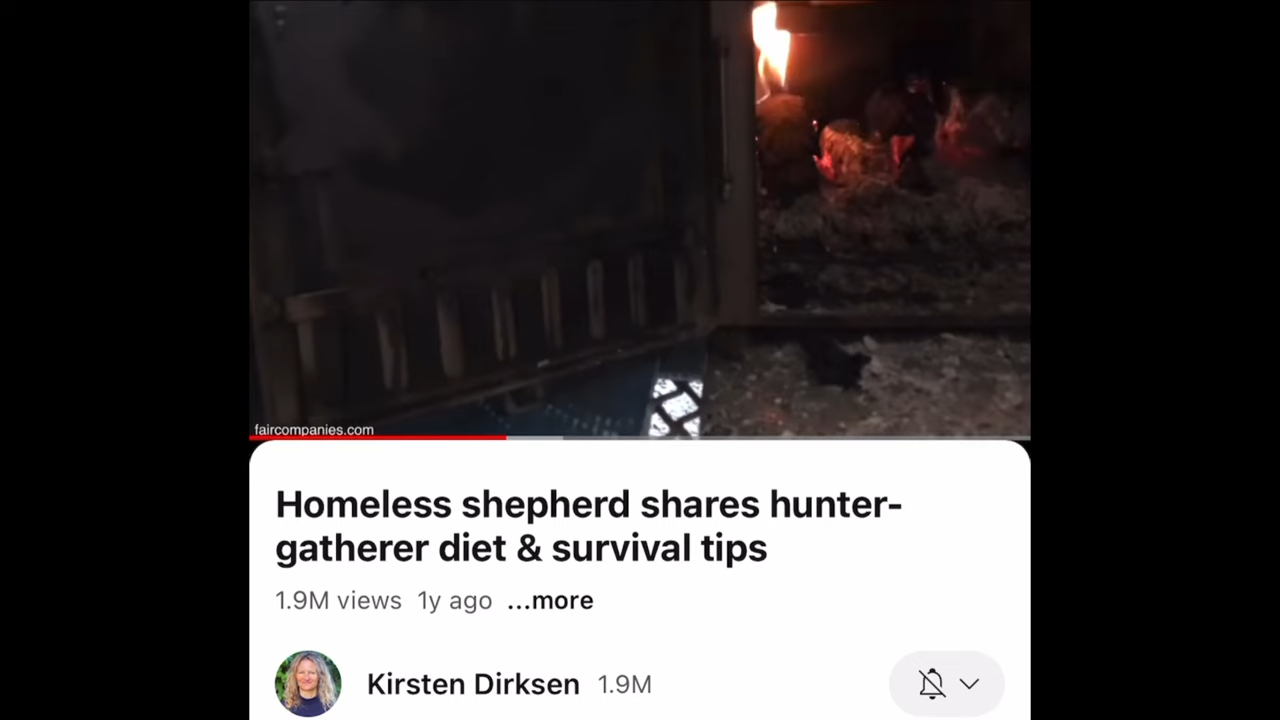 faircompanies.com
Homeless shepherd shares hunter-
gatherer diet & survival tips
1.9M views 1y ago ...more
Kirsten Dirksen 1.9M